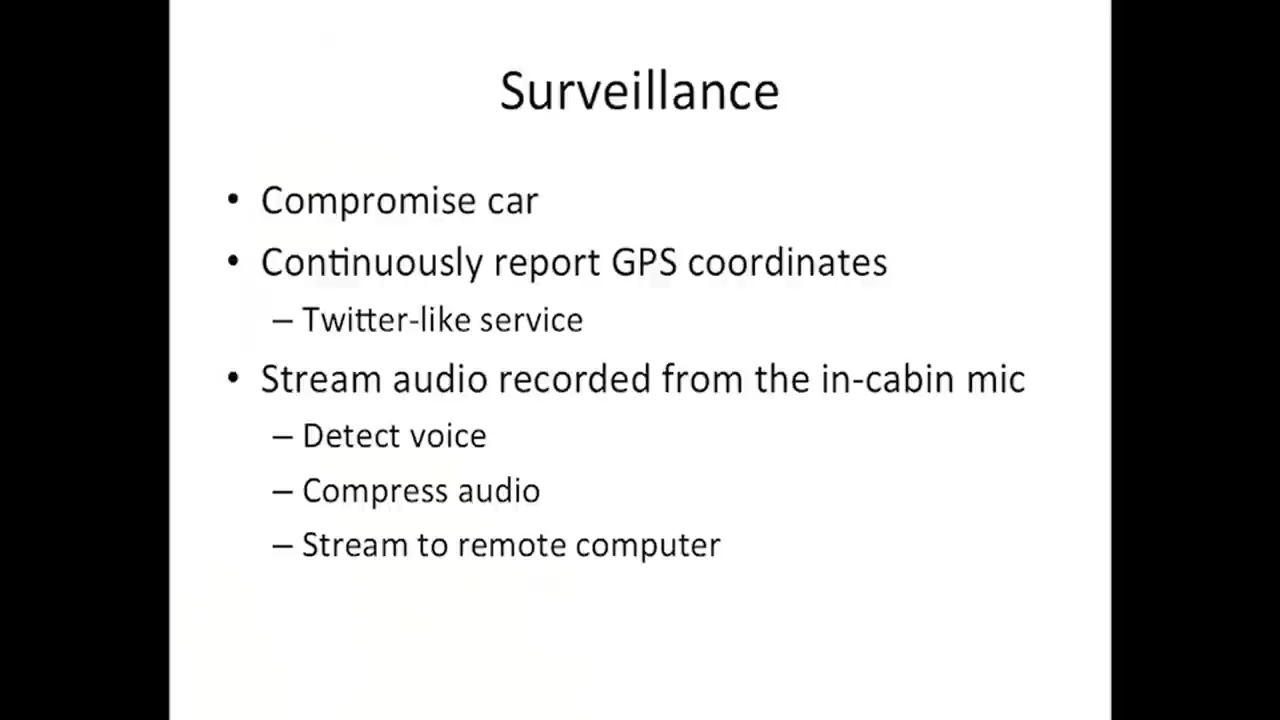 Surveillance
• Compromise car
• Continuously report GPS coordinates
– Twitter-like service
• Stream audio recorded from the in-cabin mic
– Detect voice
– Compress audio
– Stream to remote computer